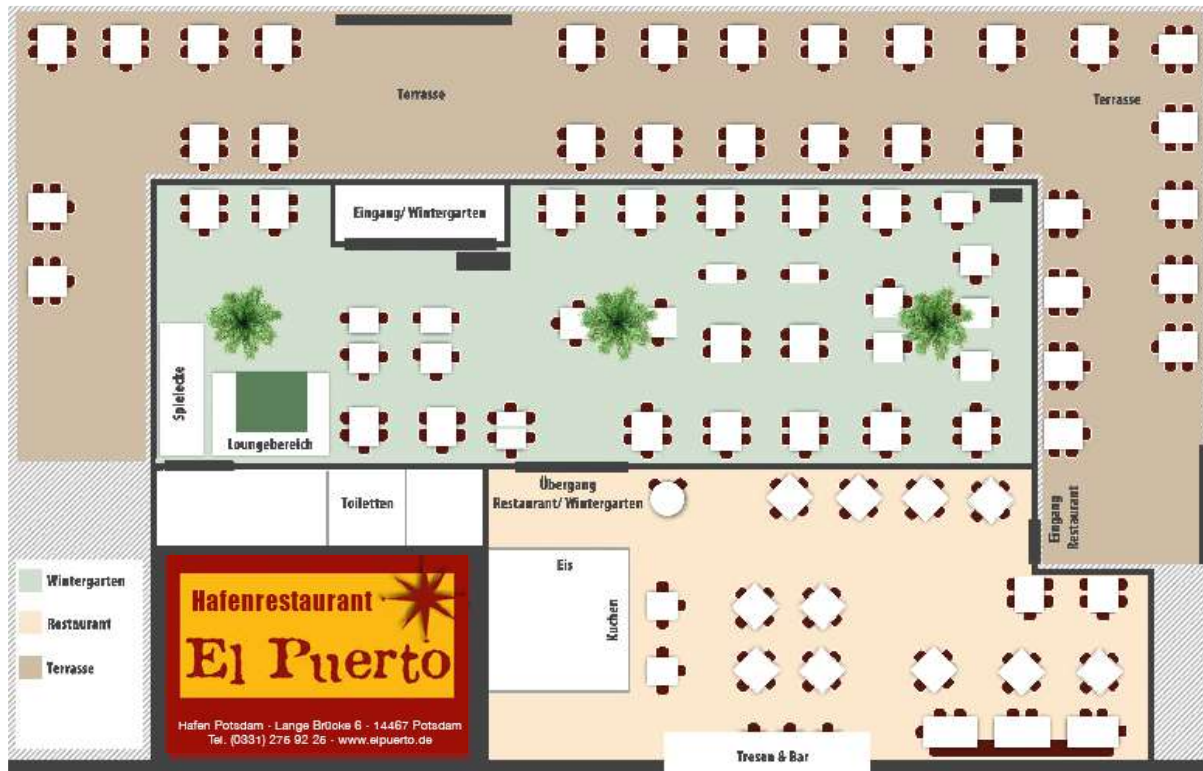 Terrasse
Terrasse
Eingang/ Wintergarten
Spielecke
Loungebereich
Toiletten
Übergang
Restaurant/ Wintergarten
Eingang
Restaurant
Eis
Kuchen
Wintergarten
Restaurant
Terrasse
Hafenrestaurant
El Puerto
Hafen Potsdam - Lange Brücke 6 - 14467 Potsdam
Tel. (0331) 275 92 25 - www.elpuerto.de
Tresen & Bar